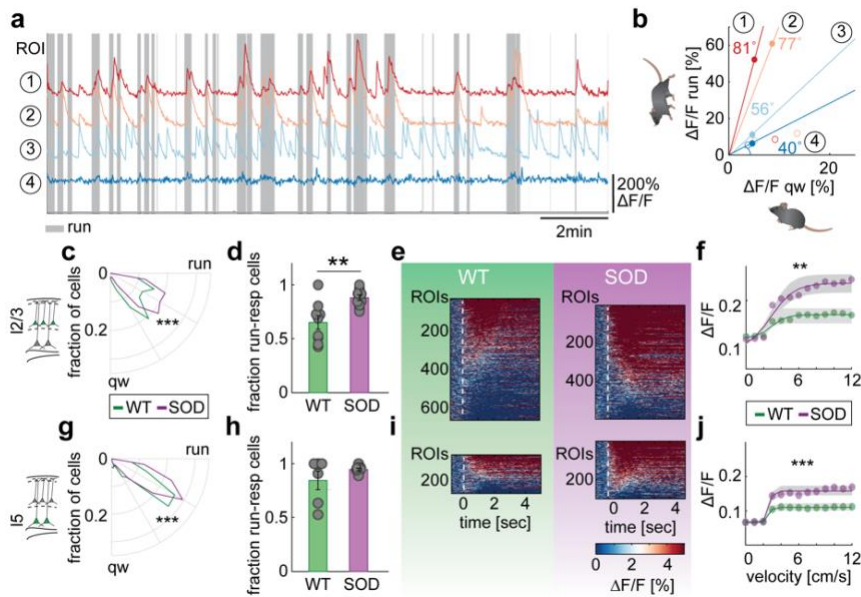 a
ROI
1
2
3
4
200%
ΔF/F
run
2min
b
1
2
3
4
60
40
20
0
ΔF/F run [%]
81°
77°
56°
40°
0
20
ΔF/F qw [%]
c
l2/3
fraction of cells
0
0.2
run
qw
***
WT SOD
d
fraction run-resp cells
1
0.5
0
**
WT SOD
e
WT
SOD
ROIs
200
400
600
ROIs
200
400
f
**
ΔF/F
0.2
0.1
0 6 12
WT SOD
g
l5
fraction of cells
0
0.2
run
qw
***
h
fraction run-resp cells
1
0.5
0
WT SOD
i
ROIs
200
0 2 4
time [sec]
ROIs
200
0 2 4
time [sec]
0 2 4
ΔF/F [%]
j
***
ΔF/F
0.2
0.1
0 6 12
velocity [cm/s]